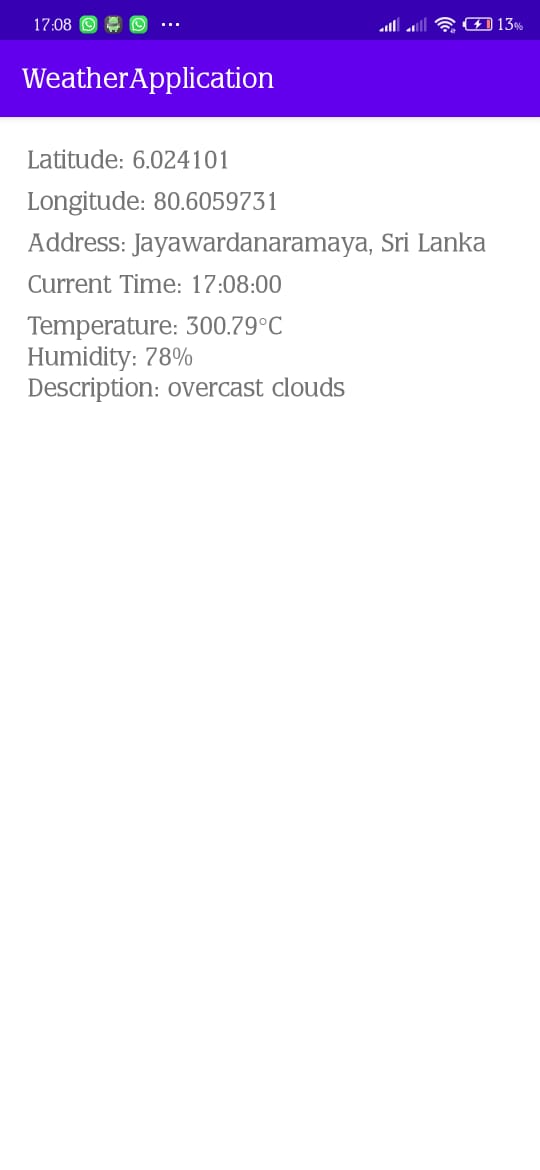 17:08 13%
WeatherApplication
Latitude: 6.024101
Longitude: 80.6059731
Address: Jayawardanaramaya, Sri Lanka
Current Time: 17:08:00
Temperature: 300.79°C
Humidity: 78%
Description: overcast clouds